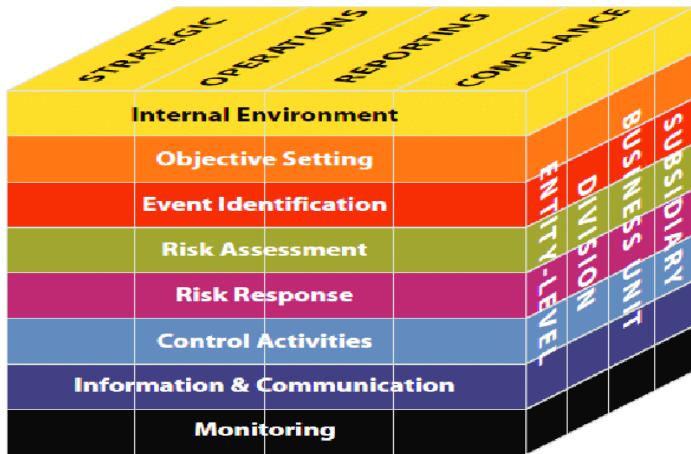 STRATEGIC
OPERATIONS
REPORTING
COMPLIANCE
Internal Environment
Objective Setting
Event Identification
Risk Assessment
Risk Response
Control Activities
Information & Communication
Monitoring
ENTITY-LEVEL
DIVISION
BUSINESS UNIT
SUBSIDIARY